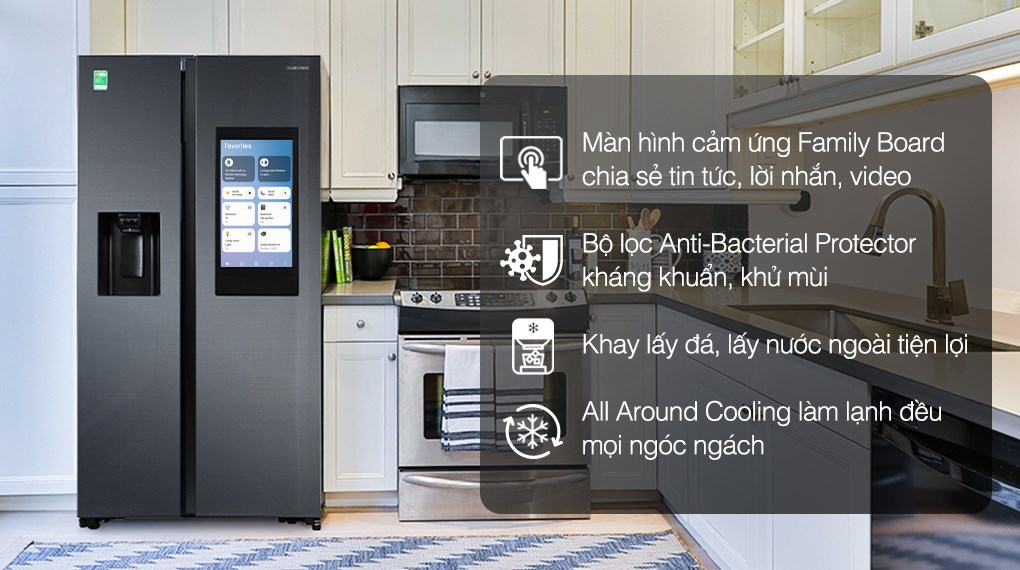 SAMSUNG
Favorites
Màn hình cảm ứng Family Board
chia sẻ tin tức, lời nhắn, video
Bộ lọc Anti-Bacterial Protector
kháng khuẩn, khử mùi
Khay lấy đá, lấy nước ngoài tiện lợi
All Around Cooling làm lạnh đều
mọi ngóc ngách